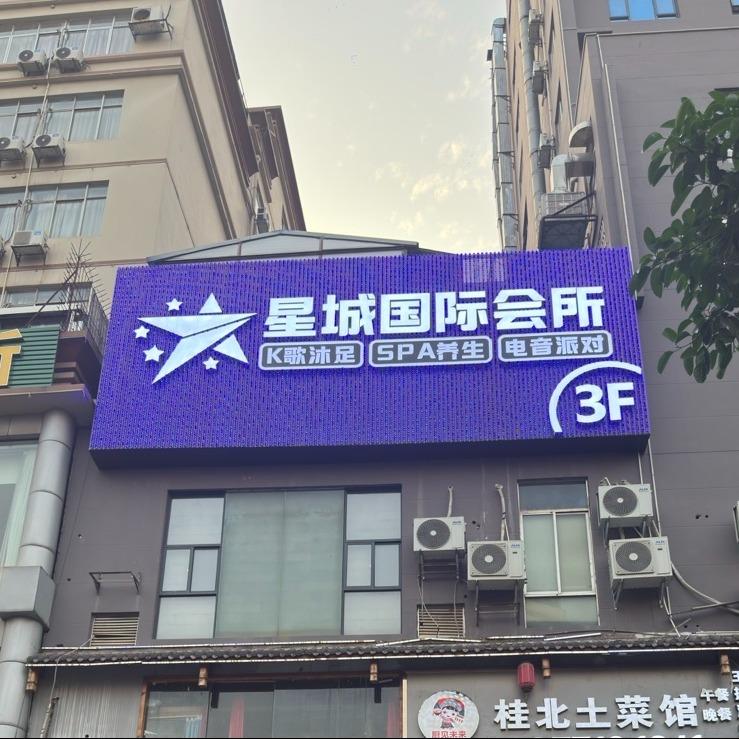 星城国际会所
K歌沐足 SPA养生 电音派对
3F
桂北土菜馆
午餐
晚餐